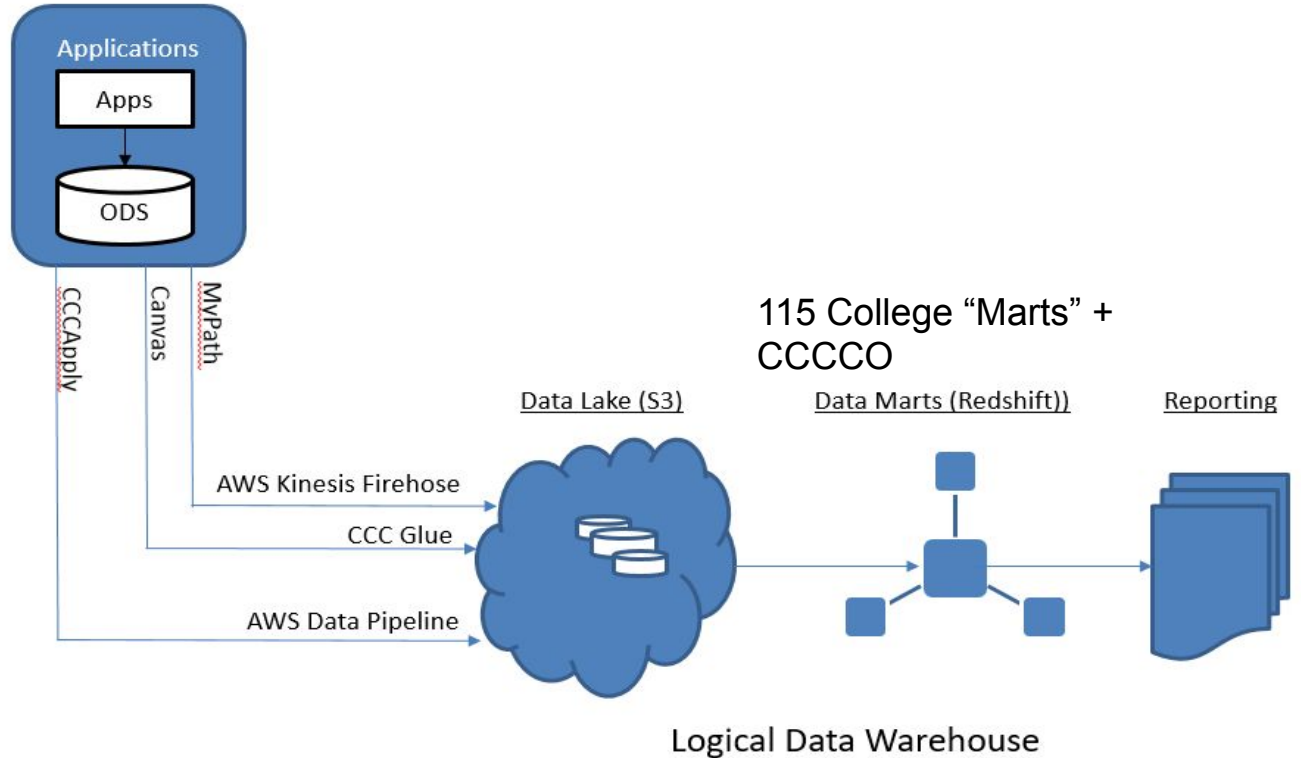 Applications
Apps
ODS
CCCApply
Canvas
MyPath
115 College “Marts” +
CCCCO
Data Lake (S3)
Data Marts (Redshift))
Reporting
AWS Kinesis Firehose
CCC Glue
AWS Data Pipeline
Logical Data Warehouse